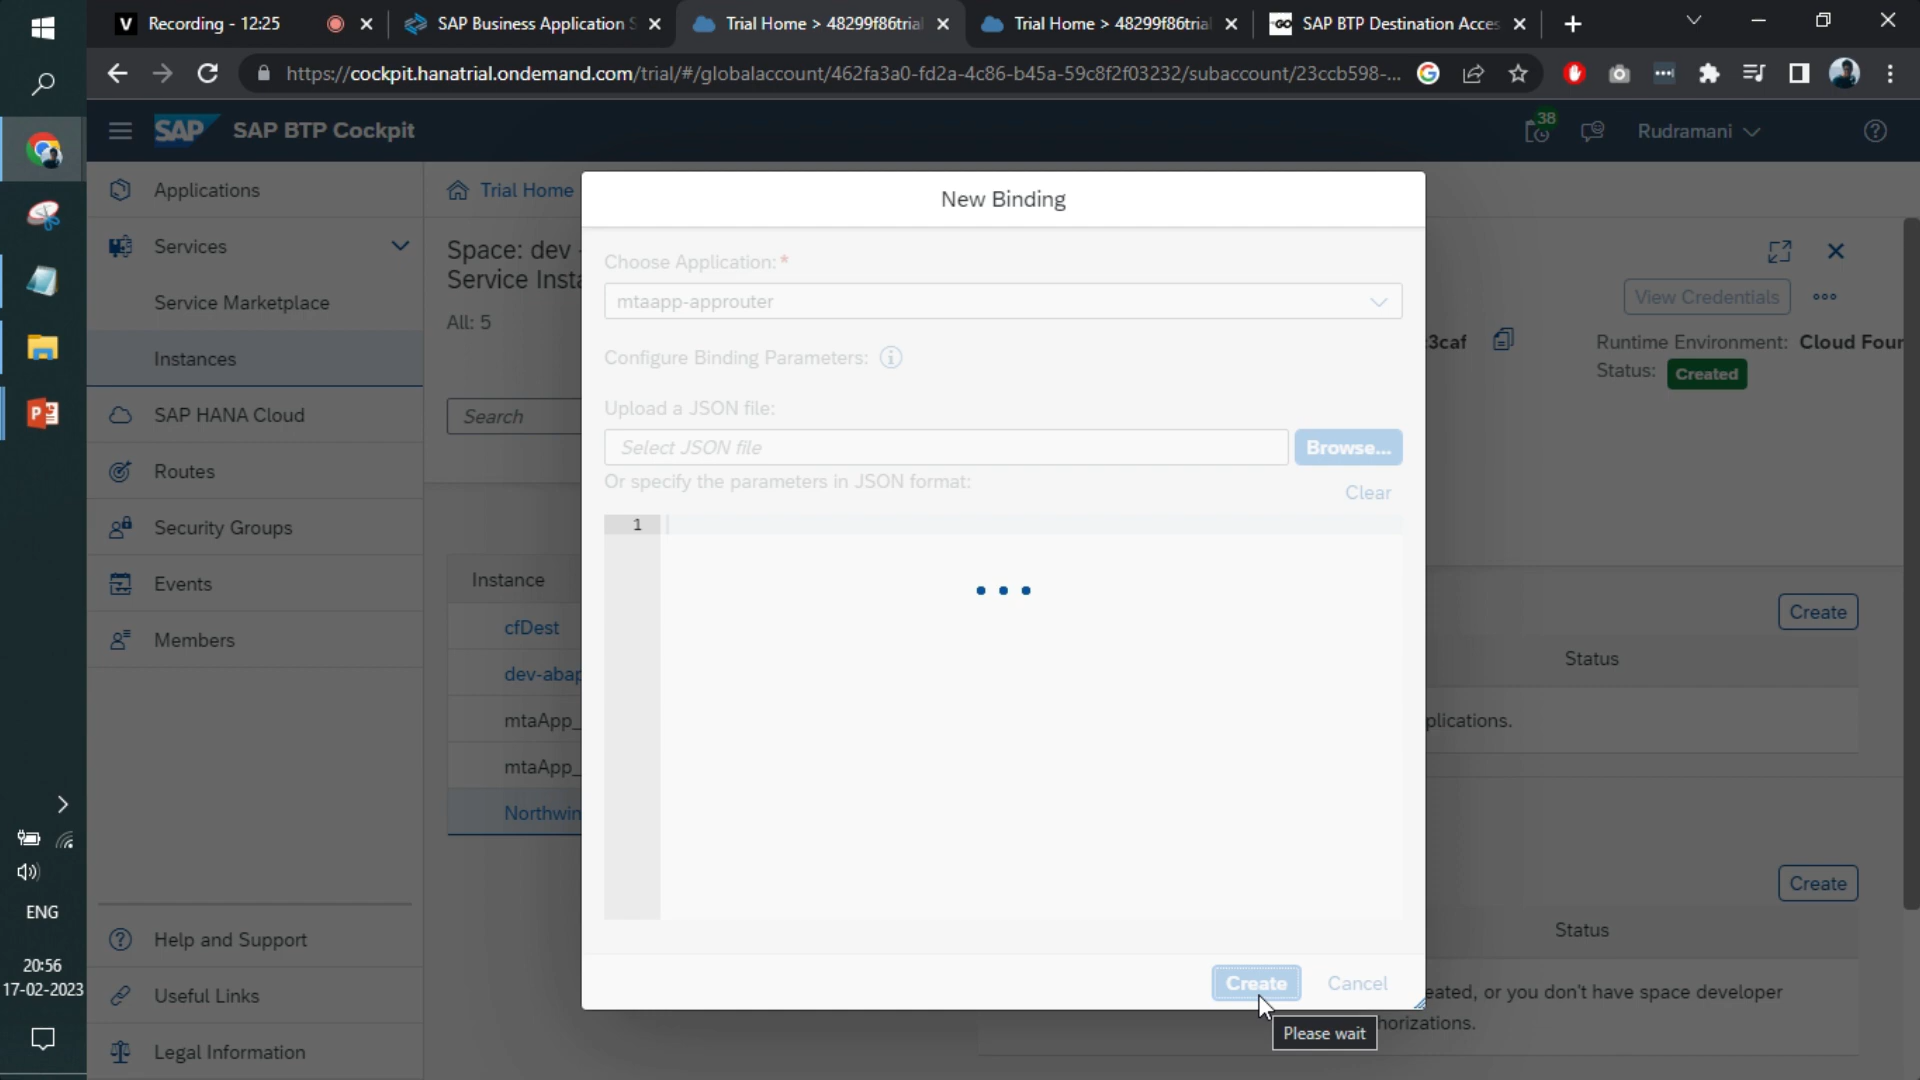 Recording - 12:25
SAP Business Application S
Trial Home > 48299f86tria
Trial Home > 48299f86tria
SAP BTP Destination Acces
https://cockpit.hanatrial.ondemand.com/trial/#/globalaccount/462fa3a0-fd2a-4c86-b45a-59c8f2f03232/subaccount/23ccb598-...
SAP
SAP BTP Cockpit
38
Rudramani
Applications
Services
Service Marketplace
Instances
SAP HANA Cloud
Routes
Security Groups
Events
Members
Help and Support
Useful Links
Legal Information
Trial Home
Space: dev -
Service Insta
All: 5
Search
Instance
cfDest
dev-abap
mtaApp_
mtaApp_
Northwin
New Binding
Choose Application:*
mtaapp-approuter
Configure Binding Parameters:
Upload a JSON file:
Select JSON file
Browse...
Or specify the parameters in JSON format:
Clear
1
Create
Cancel
Please wait
View Credentials
3caf
Runtime Environment: Cloud Four
Status: Created
Create
Status
plications.
Create
Status
eated, or you don't have space developer
horizations.
ENG
20:56
17-02-2023